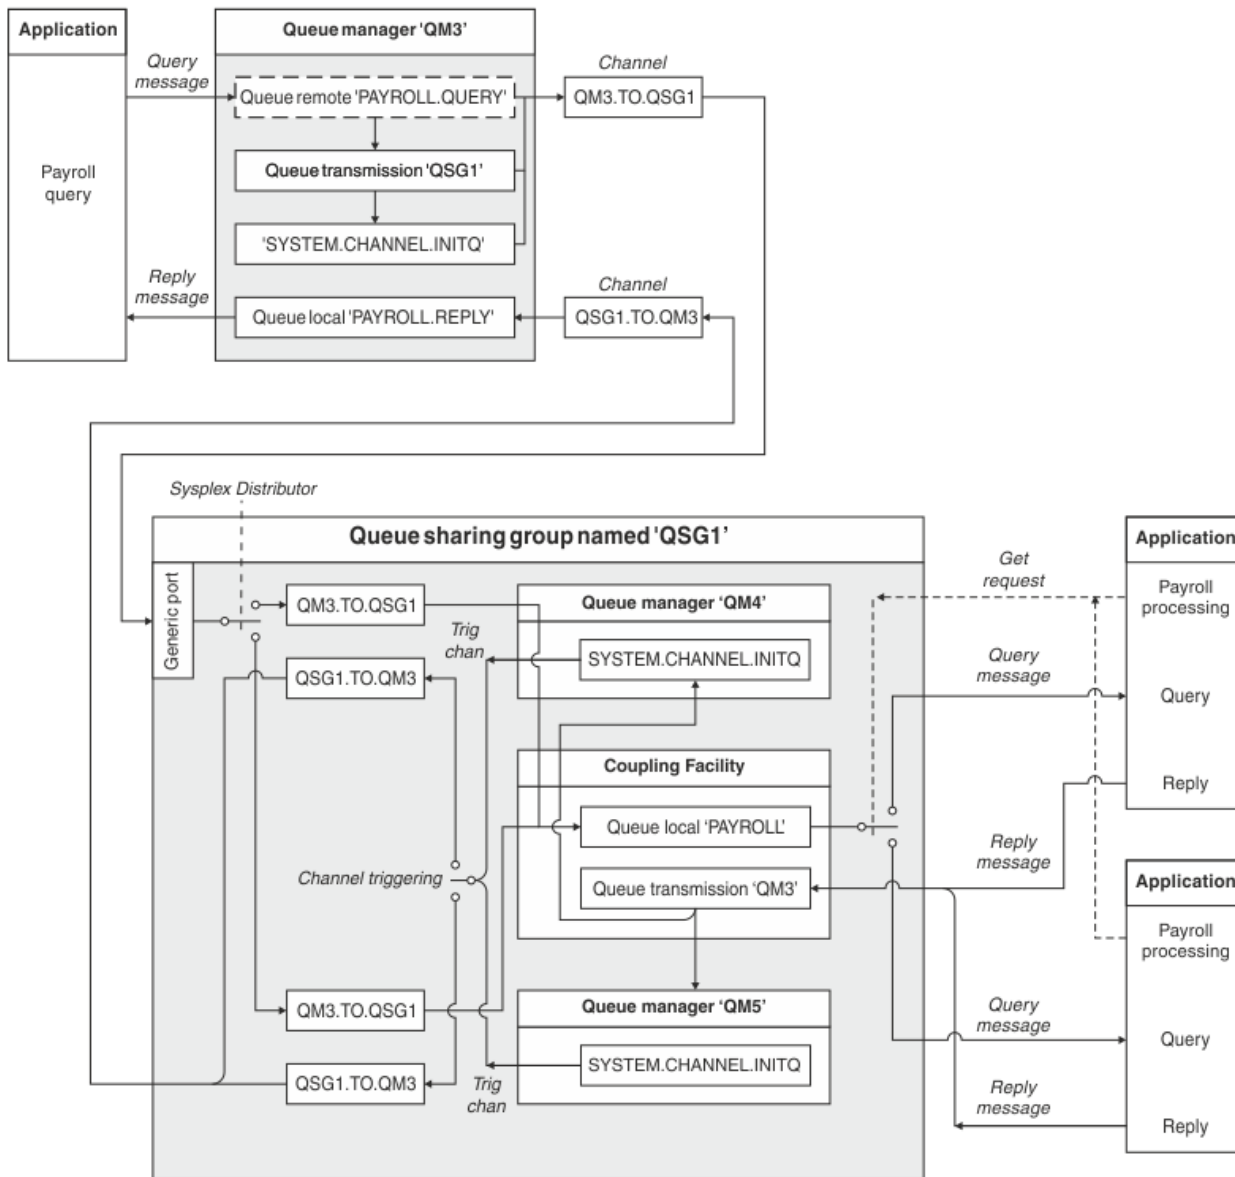 Application
Queue manager 'QM3'
Query
message
Channel
Queue remote 'PAYROLL.QUERY'
QM3.TO.QSG1
Payroll
query
Queue transmission 'QSG1'
'SYSTEM.CHANNEL.INITQ'
Reply
message
Channel
Queue local 'PAYROLL.REPLY'
QSG1.TO.QM3
Sysplex Distributor
Queue sharing group named 'QSG1'
Generic port
QM3.TO.QSG1
QSG1.TO.QM3
Trig
chan
Queue manager ‘QM4’
SYSTEM.CHANNEL.INITQ
Coupling Facility
Queue local ‘PAYROLL’
Queue transmission ‘QM3’
Channel triggering
QM3.TO.QSG1
QSG1.TO.QM3
Trig
chan
Queue manager ‘QM5’
SYSTEM.CHANNEL.INITQ
Get
request
Query
message
Reply
message
Application
Payroll
processing
Query
Reply
Application
Payroll
processing
Query
message
Query
Reply
message
Reply